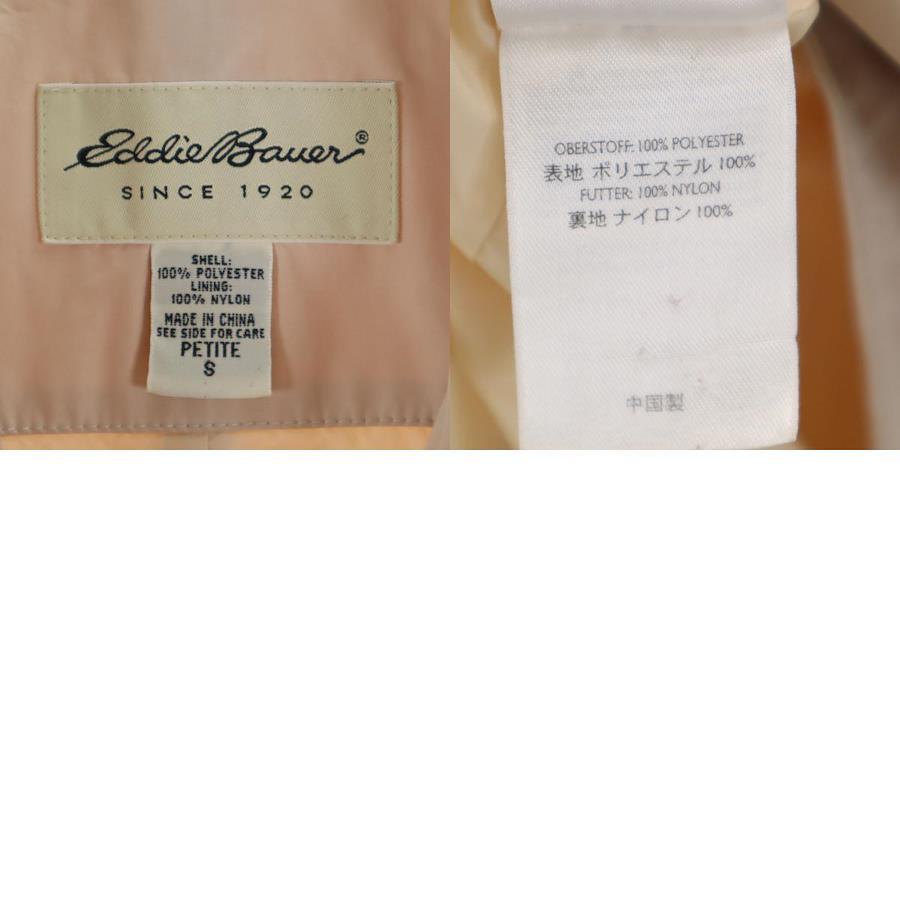 Eddie Bauer®
SINCE 1920
SHELL:
100% POLYESTER
LINING:
100% NYLON
MADE IN CHINA
SEE SIDE FOR CARE
PETITE
S
OBERSTOFF: 100% POLYESTER
表地 ポリエステル 100%
FUTTER: 100% NYLON
裏地 ナイロン 100%
中国製